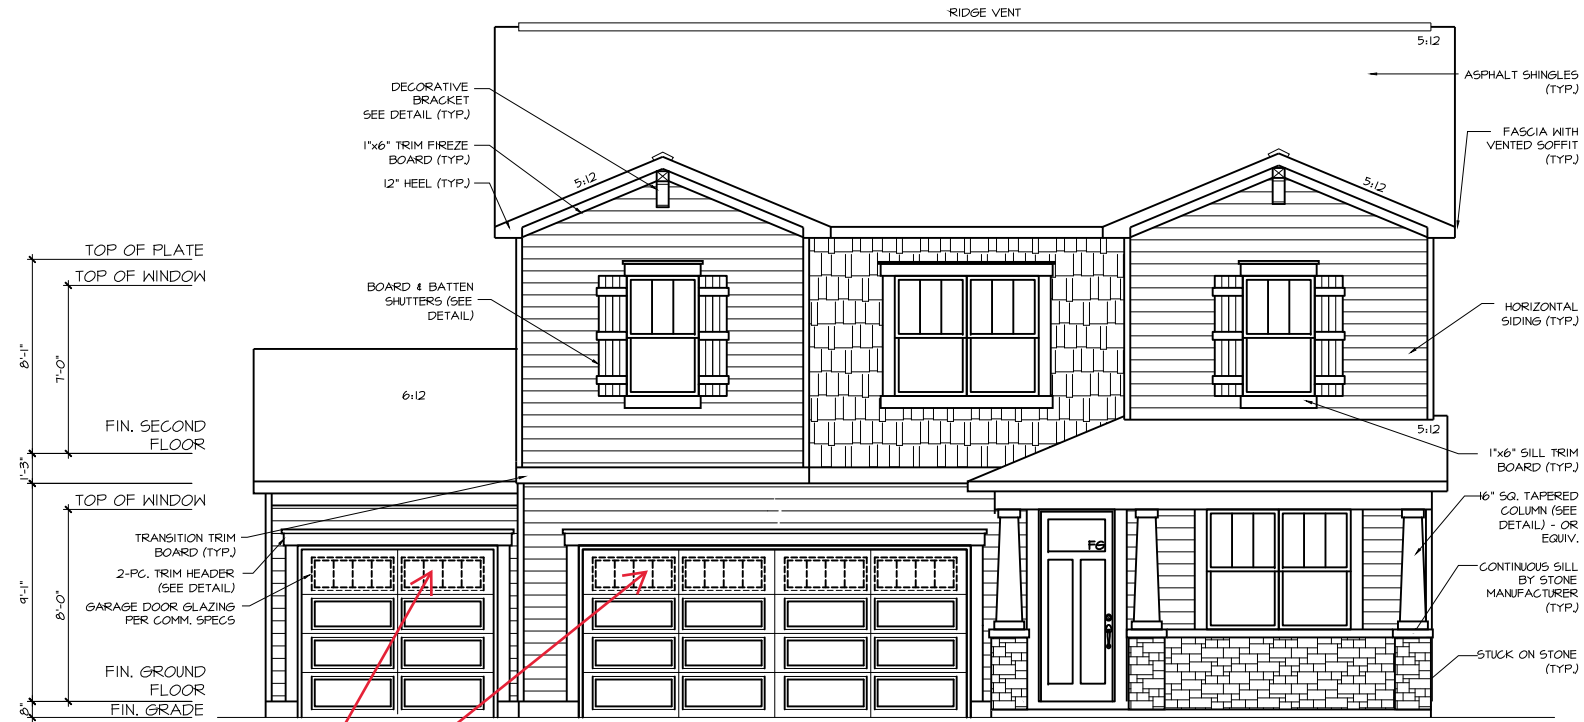 RIDGE VENT
5:12
ASPHALT SHINGLES
(TYP.)
DECORATIVE
BRACKET
SEE DETAIL (TYP.)
FASCIA WITH
VENTED SOFFIT
(TYP.)
1"x6" TRIM FIREZE
BOARD (TYP.)
12" HEEL (TYP.)
5:12
5:12
TOP OF PLATE
TOP OF WINDOW
BOARD & BATTEN
SHUTTERS (SEE
DETAIL)
HORIZONTAL
SIDING (TYP.)
8'-1"
7'-0"
6:12
FIN. SECOND
FLOOR
5:12
1'-3"
1"x6" SILL TRIM
BOARD (TYP.)
TOP OF WINDOW
16" SQ. TAPERED
COLUMN (SEE
DETAIL) - OR
EQUIV.
TRANSITION TRIM
BOARD (TYP.)
FG
2-PC. TRIM HEADER
(SEE DETAIL)
CONTINUOUS SILL
BY STONE
MANUFACTURER
(TYP.)
9'-1"
8'-0"
GARAGE DOOR GLAZING
PER COMM. SPECS
STUCK ON STONE
(TYP.)
FIN. GROUND
FLOOR
FIN. GRADE
8"